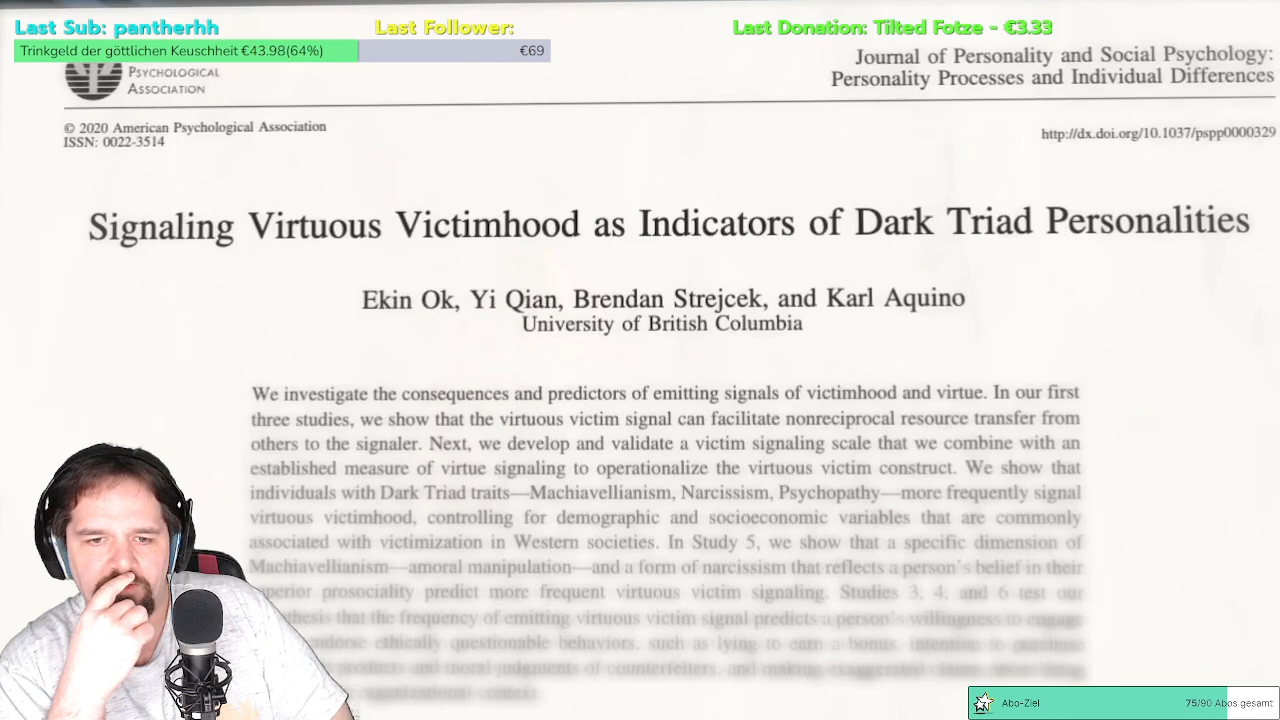 Last Sub: pantherhh
Last Follower:
Last Donation: Tilted Fotze - €3.33
Trinkgeld der göttlichen Keuschheit €43.98(64%)
€69
Psychological
Association
Journal of Personality and Social Psychology:
Personality Processes and Individual Differences
© 2020 American Psychological Association
ISSN: 0022-3514
http://dx.doi.org/10.1037/pspp0000329
Signaling Virtuous Victimhood as Indicators of Dark Triad Personalities
Ekin Ok, Yi Qian, Brendan Strejcek, and Karl Aquino
University of British Columbia
We investigate the consequences and predictors of emitting signals of victimhood and virtue. In our first
three studies, we show that the virtuous victim signal can facilitate nonreciprocal resource transfer from
others to the signaler. Next, we develop and validate a victim signaling scale that we combine with an
established measure of virtue signaling to operationalize the virtuous victim construct. We show that
individuals with Dark Triad traits—Machiavellianism, Narcissism, Psychopathy—more frequently signal
virtuous victimhood, controlling for demographic and socioeconomic variables that are commonly
associated with victimization in Western societies. In Study 5, we show that a specific dimension of
Machiavellianism—amoral manipulation—and a form of narcissism that reflects a person's belief in their
prosociality predict more frequent virtuous victim signaling. Studies 3, 4, and 6 test our
that the frequency of emitting virtuous victim signal predicts a person's willingness to engage
ethically questionable behaviors, such as lying to earn a bonus, intention to purchase
products and moral judgments of counterfeiters, and making
Abo-Ziel
75/90 Abos gesamt